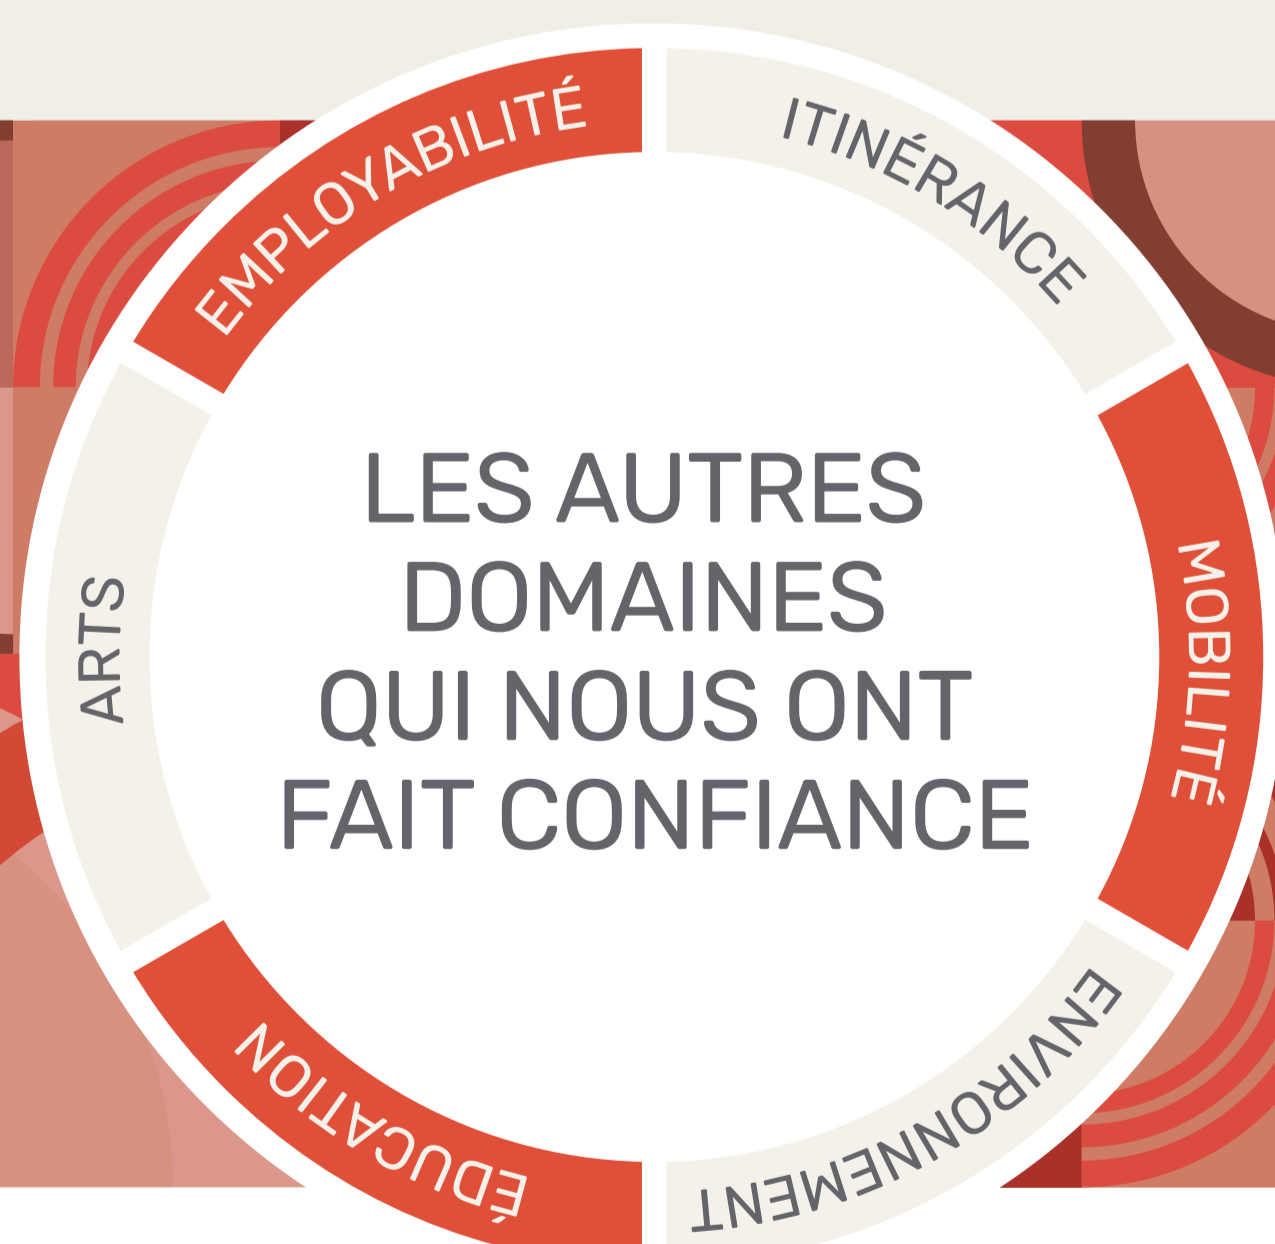 EMPLOYABILITÉ
ITINÉRANCE
MOBILITÉ
ENVIRONNEMENT
ÉDUCATION
ARTS
LES AUTRES
DOMAINES
QUI NOUS ONT
FAIT CONFIANCE